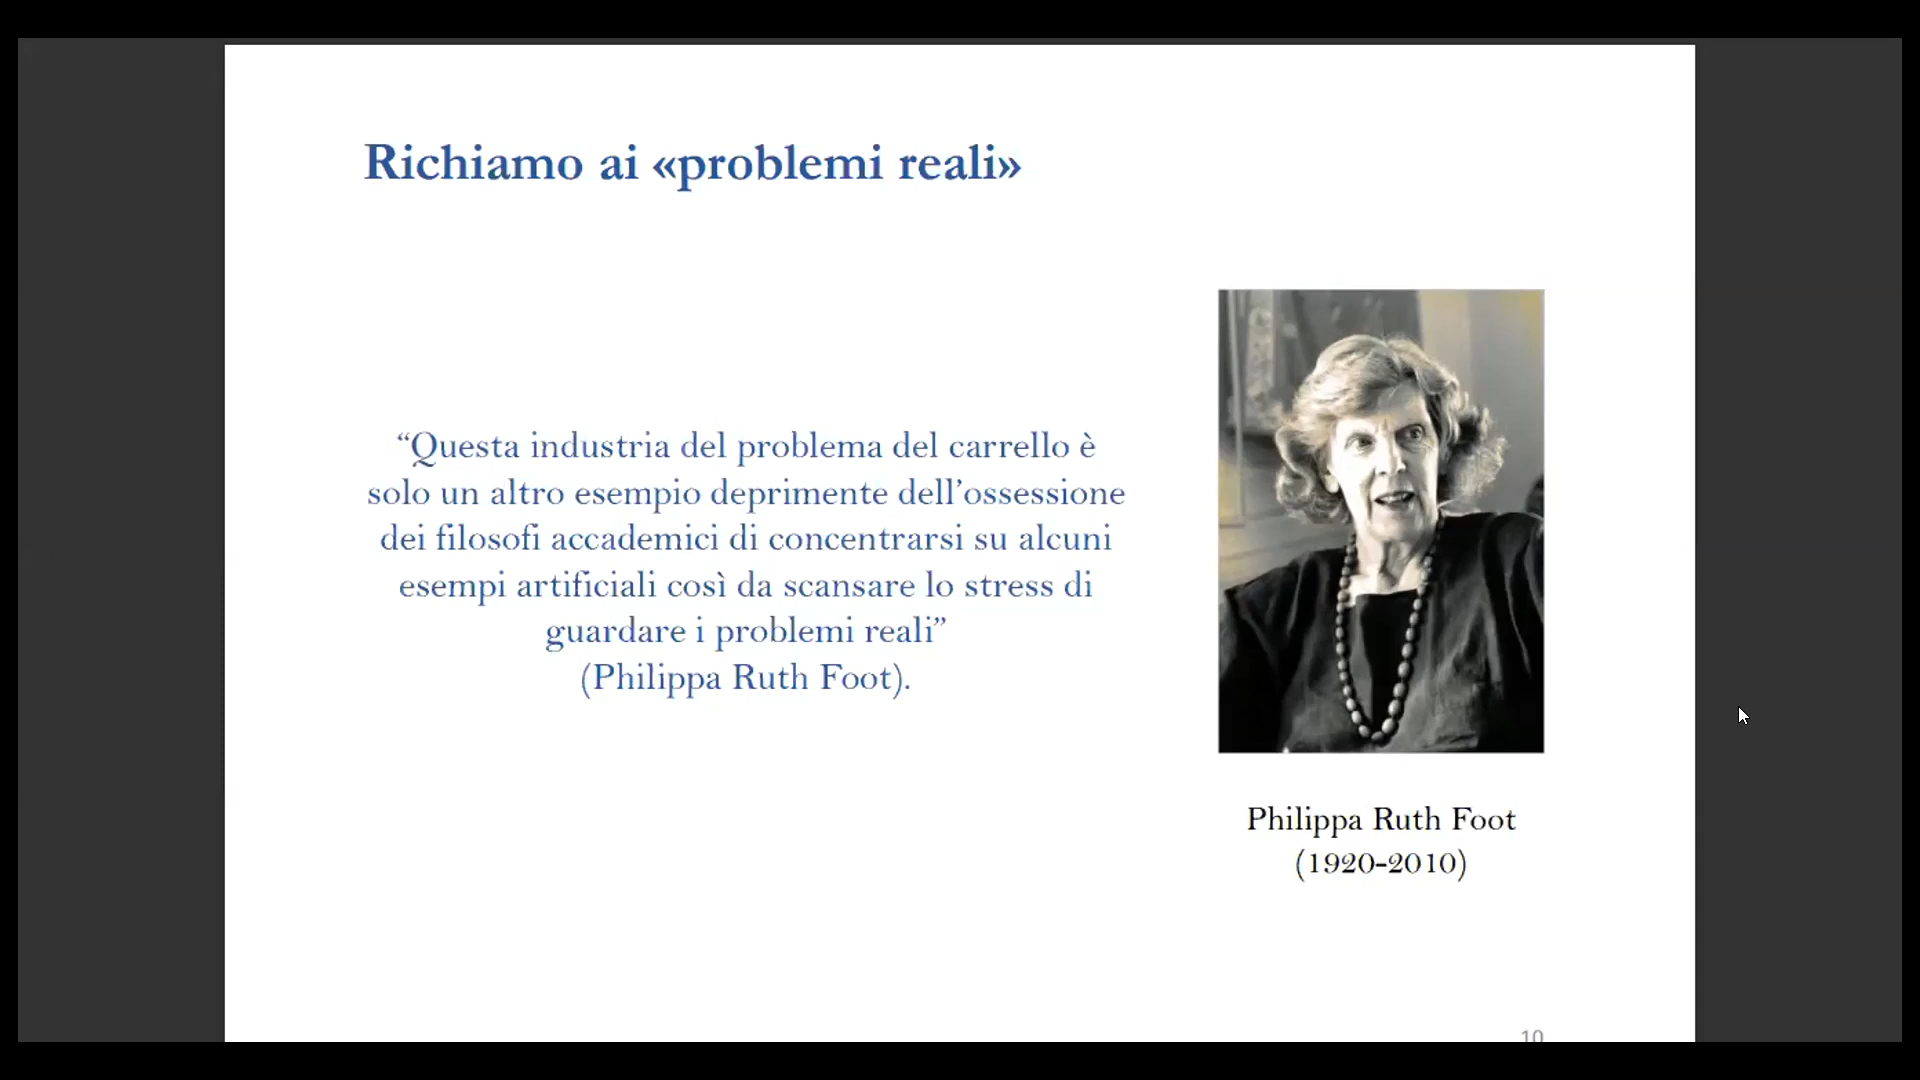 Richiamo ai «problemi reali»
“Questa industria del problema del carrello è
solo un altro esempio deprimente dell’ossessione
dei filosofi accademici di concentrarsi su alcuni
esempi artificiali così da scansare lo stress di
guardare i problemi reali”
(Philippa Ruth Foot).
Philippa Ruth Foot
(1920-2010)
10